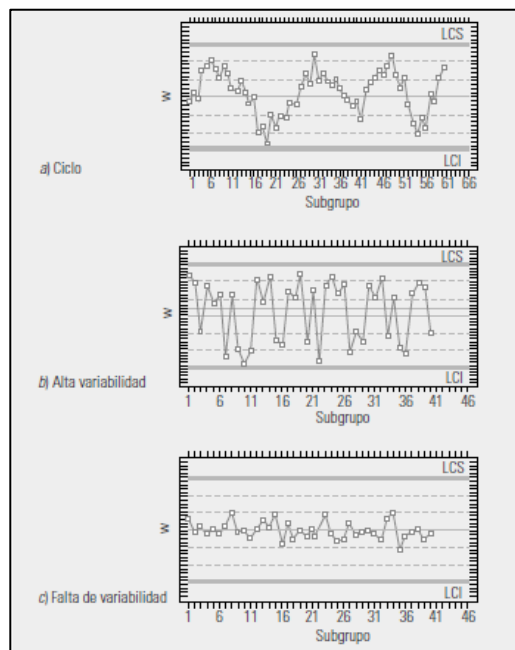 LCS
W
a) Ciclo
LCI
1 6 11 16 21 26 31 36 41 46 51 56 61 66
Subgrupo
LCS
W
b) Alta variabilidad
LCI
1 6 11 16 21 26 31 36 41 46
Subgrupo
LCS
W
c) Falta de variabilidad
LCI
1 6 11 16 21 26 31 36 41 46
Subgrupo